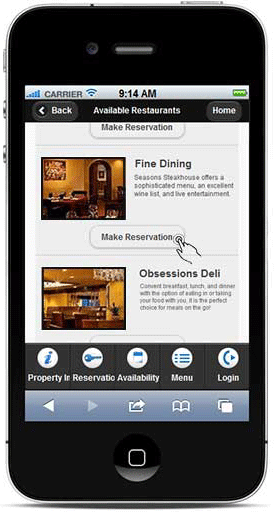 CARRIER 9:14 AM
Back Available Restaurants Home
Make Reservation
Fine Dining
Seasons Steakhouse offers a
sophisticated menu, an excellent
wine list, and live entertainment.
Make Reservation
Obsessions Deli
Convent breakfast, lunch, and dinner
with the option of eating in or taking
your food with you, it is the perfect
choice for meals on the go!
Property In Reservatio Availability Menu Login